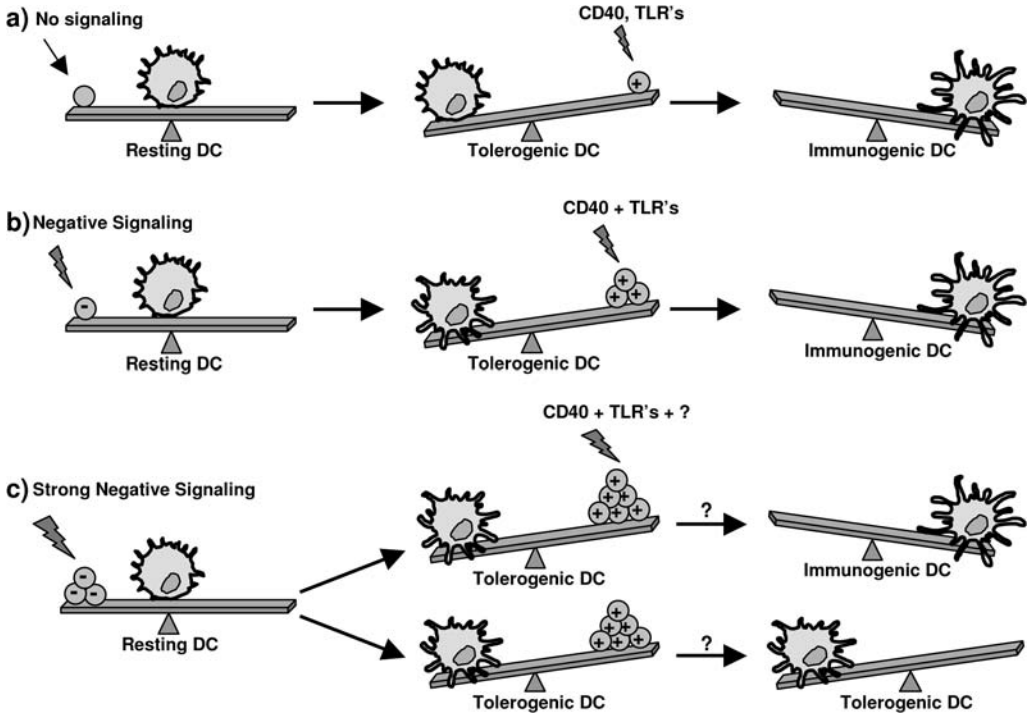 a) No signaling
CD40, TLR's
+
Resting DC
Tolerogenic DC
Immunogenic DC
b) Negative Signaling
CD40 + TLR's
-
+
+ + +
Resting DC
Tolerogenic DC
Immunogenic DC
CD40 + TLR's + ?
c) Strong Negative Signaling
+
+ +
+ + +
?
-
- -
Tolerogenic DC
Immunogenic DC
Resting DC
+
+ +
+ + +
?
Tolerogenic DC
Tolerogenic DC